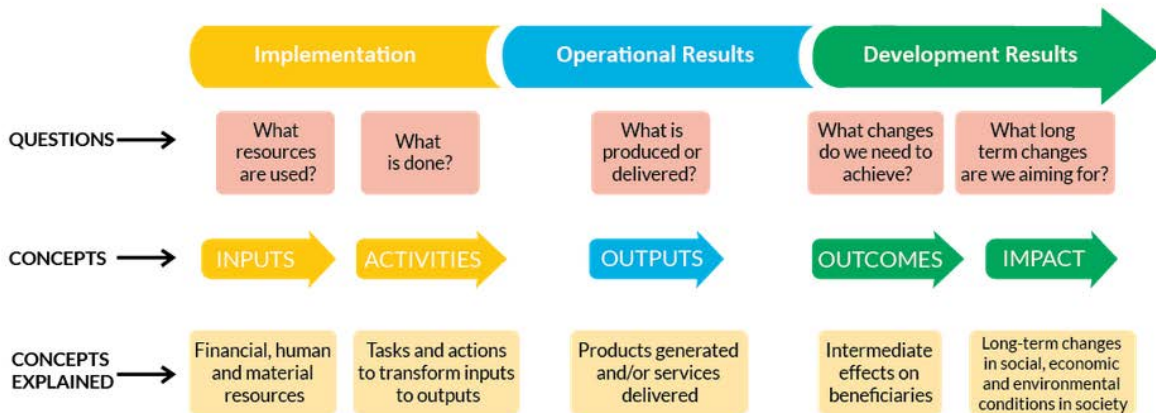 Implementation
Operational Results
Development Results
QUESTIONS
What
resources
are used?
What
is done?
What is
produced or
delivered?
What changes
do we need to
achieve?
What long
term changes
are we aiming for?
CONCEPTS
INPUTS
ACTIVITIES
OUTPUTS
OUTCOMES
IMPACT
CONCEPTS
EXPLAINED
Financial, human
and material
resources
Tasks and actions
to transform inputs
to outputs
Products generated
and/or services
delivered
Intermediate
effects on
beneficiaries
Long-term changes
in social, economic
and environmental
conditions in society